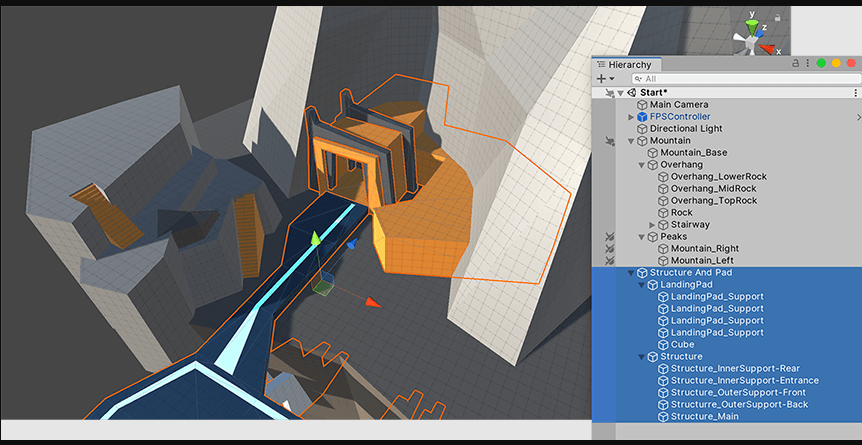 y
z
x
Hierarchy
All
Start*
Main Camera
FPSController
Directional Light
Mountain
Mountain_Base
Overhang
Overhang_LowerRock
Overhang_MidRock
Overhang_TopRock
Rock
Stairway
Peaks
Mountain_Right
Mountain_Left
Structure And Pad
LandingPad
LandingPad_Support
LandingPad_Support
LandingPad_Support
LandingPad_Support
Cube
Structure
Structure_InnerSupport-Rear
Structure_InnerSupport-Entrance
Structure_OuterSupport-Front
Structurre_OuterSupport-Back
Structure_Main